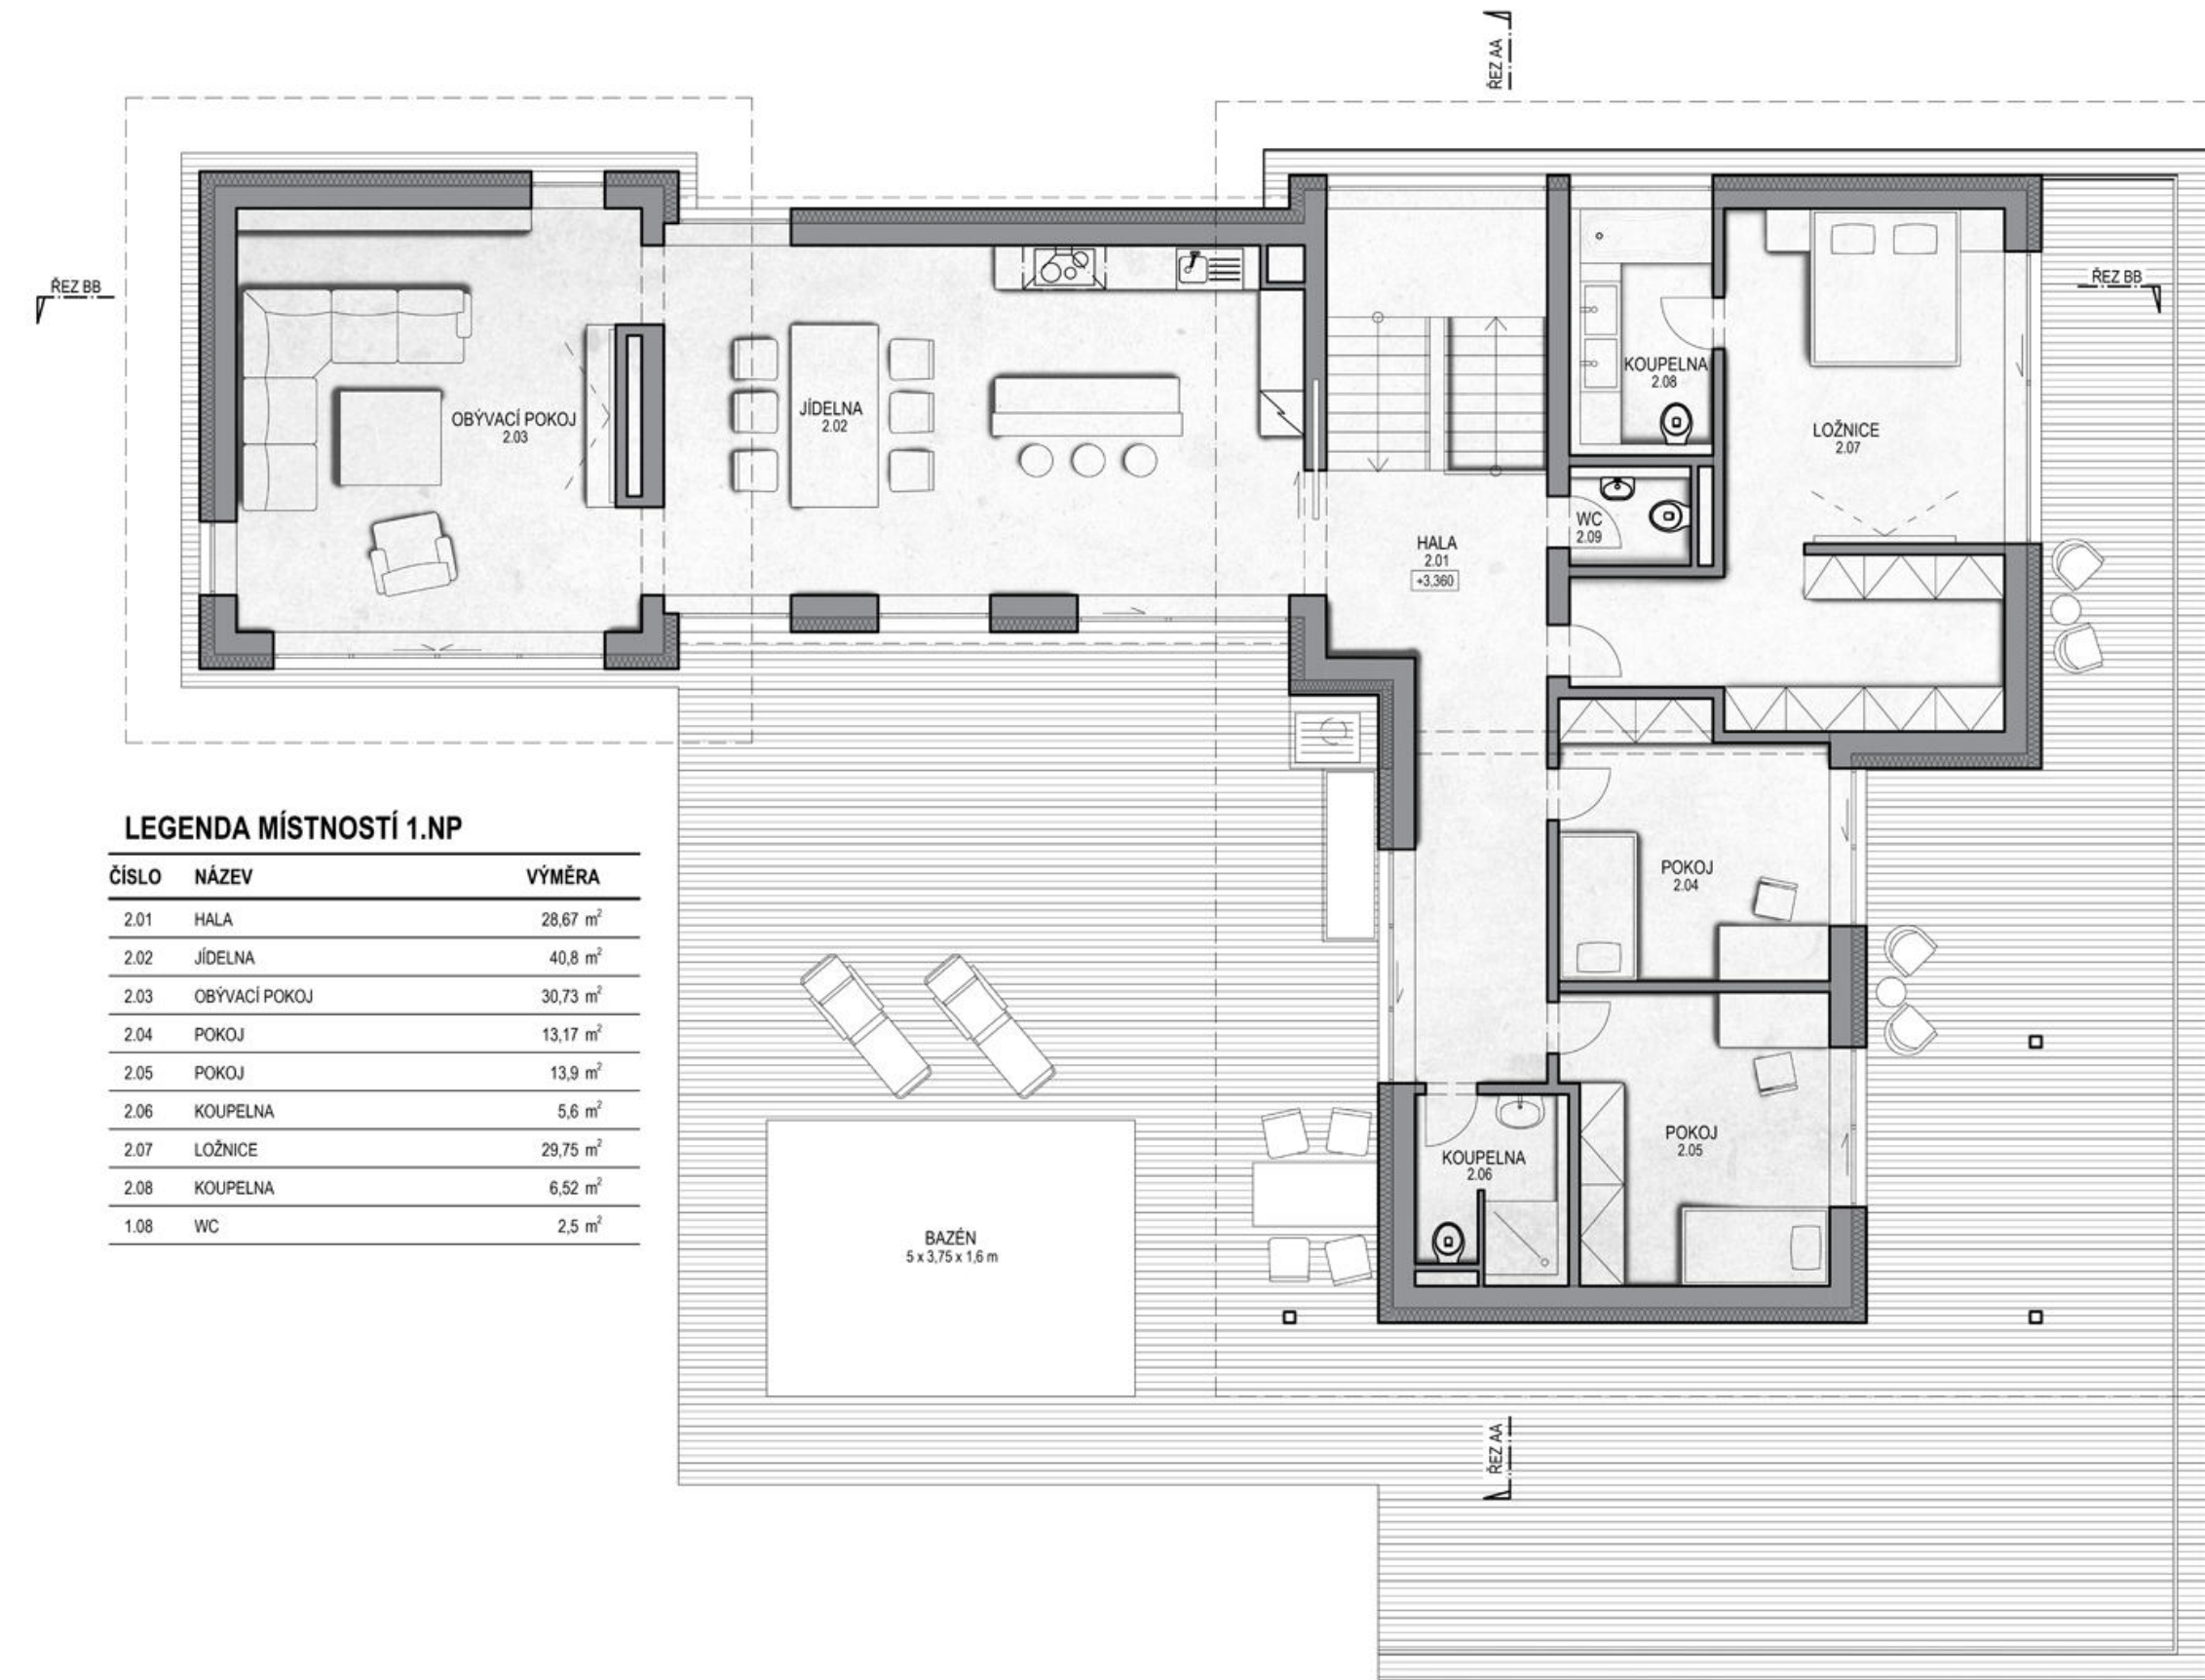 ŘEZ AA
ŘEZ BB
ŘEZ BB
OBÝVACÍ POKOJ
2.03
JÍDELNA
2.02
KOUPELNA
2.08
LOŽNICE
2.07
WC
2.09
HALA
2.01
+3,360
POKOJ
2.04
POKOJ
2.05
KOUPELNA
2.06
BAZÉN
5 x 3,75 x 1,6 m
ŘEZ AA
LEGENDA MÍSTNOSTÍ 1.NP
ČÍSLO NÁZEV VÝMĚRA
2.01 HALA 28,67 m²
2.02 JÍDELNA 40,8 m²
2.03 OBÝVACÍ POKOJ 30,73 m²
2.04 POKOJ 13,17 m²
2.05 POKOJ 13,9 m²
2.06 KOUPELNA 5,6 m²
2.07 LOŽNICE 29,75 m²
2.08 KOUPELNA 6,52 m²
1.08 WC 2,5 m²